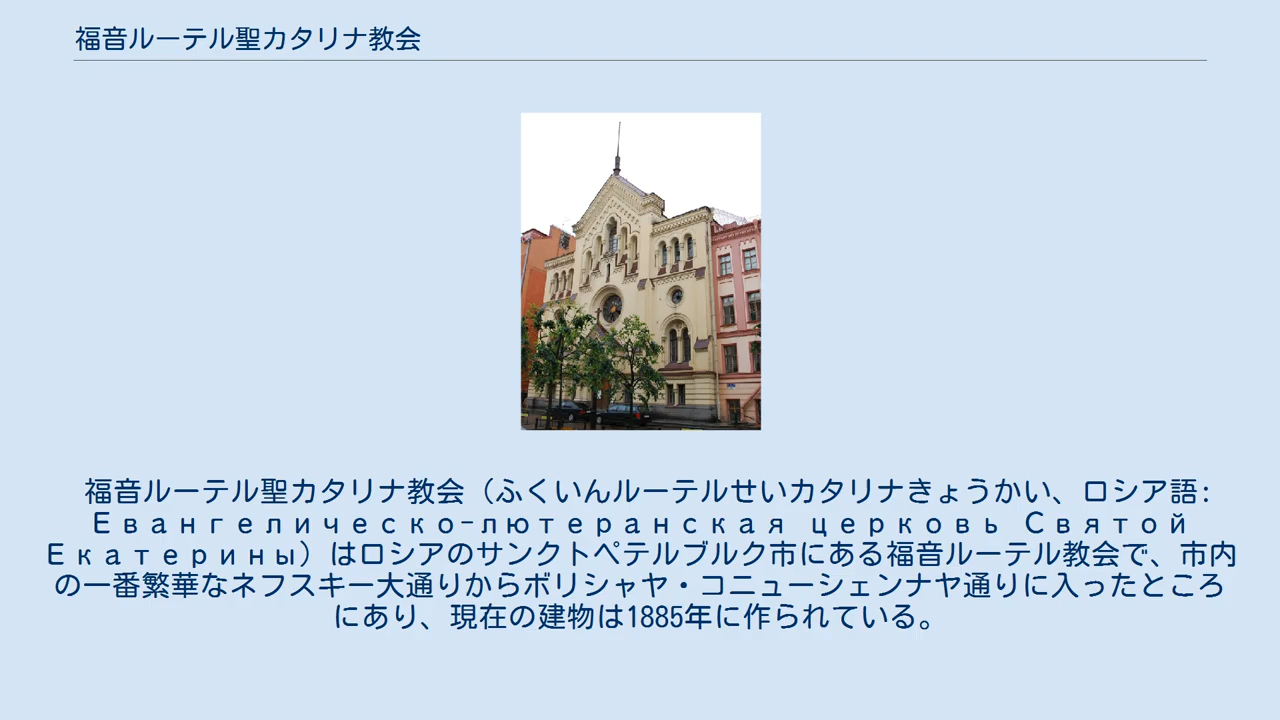 福音ルーテル聖カタリナ教会
福音ルーテル聖カタリナ教会（ふくいんルーテルせいカタリナきょうかい、ロシア語:
Евангелическо-лютеранская церковь Святой
Екатерины）はロシアのサンクトペテルブルク市にある福音ルーテル教会で、市内
の一番繁華なネフスキー大通りからボリシャヤ・コニューシェンナヤ通りに入ったところ
にあり、現在の建物は1885年に作られている。